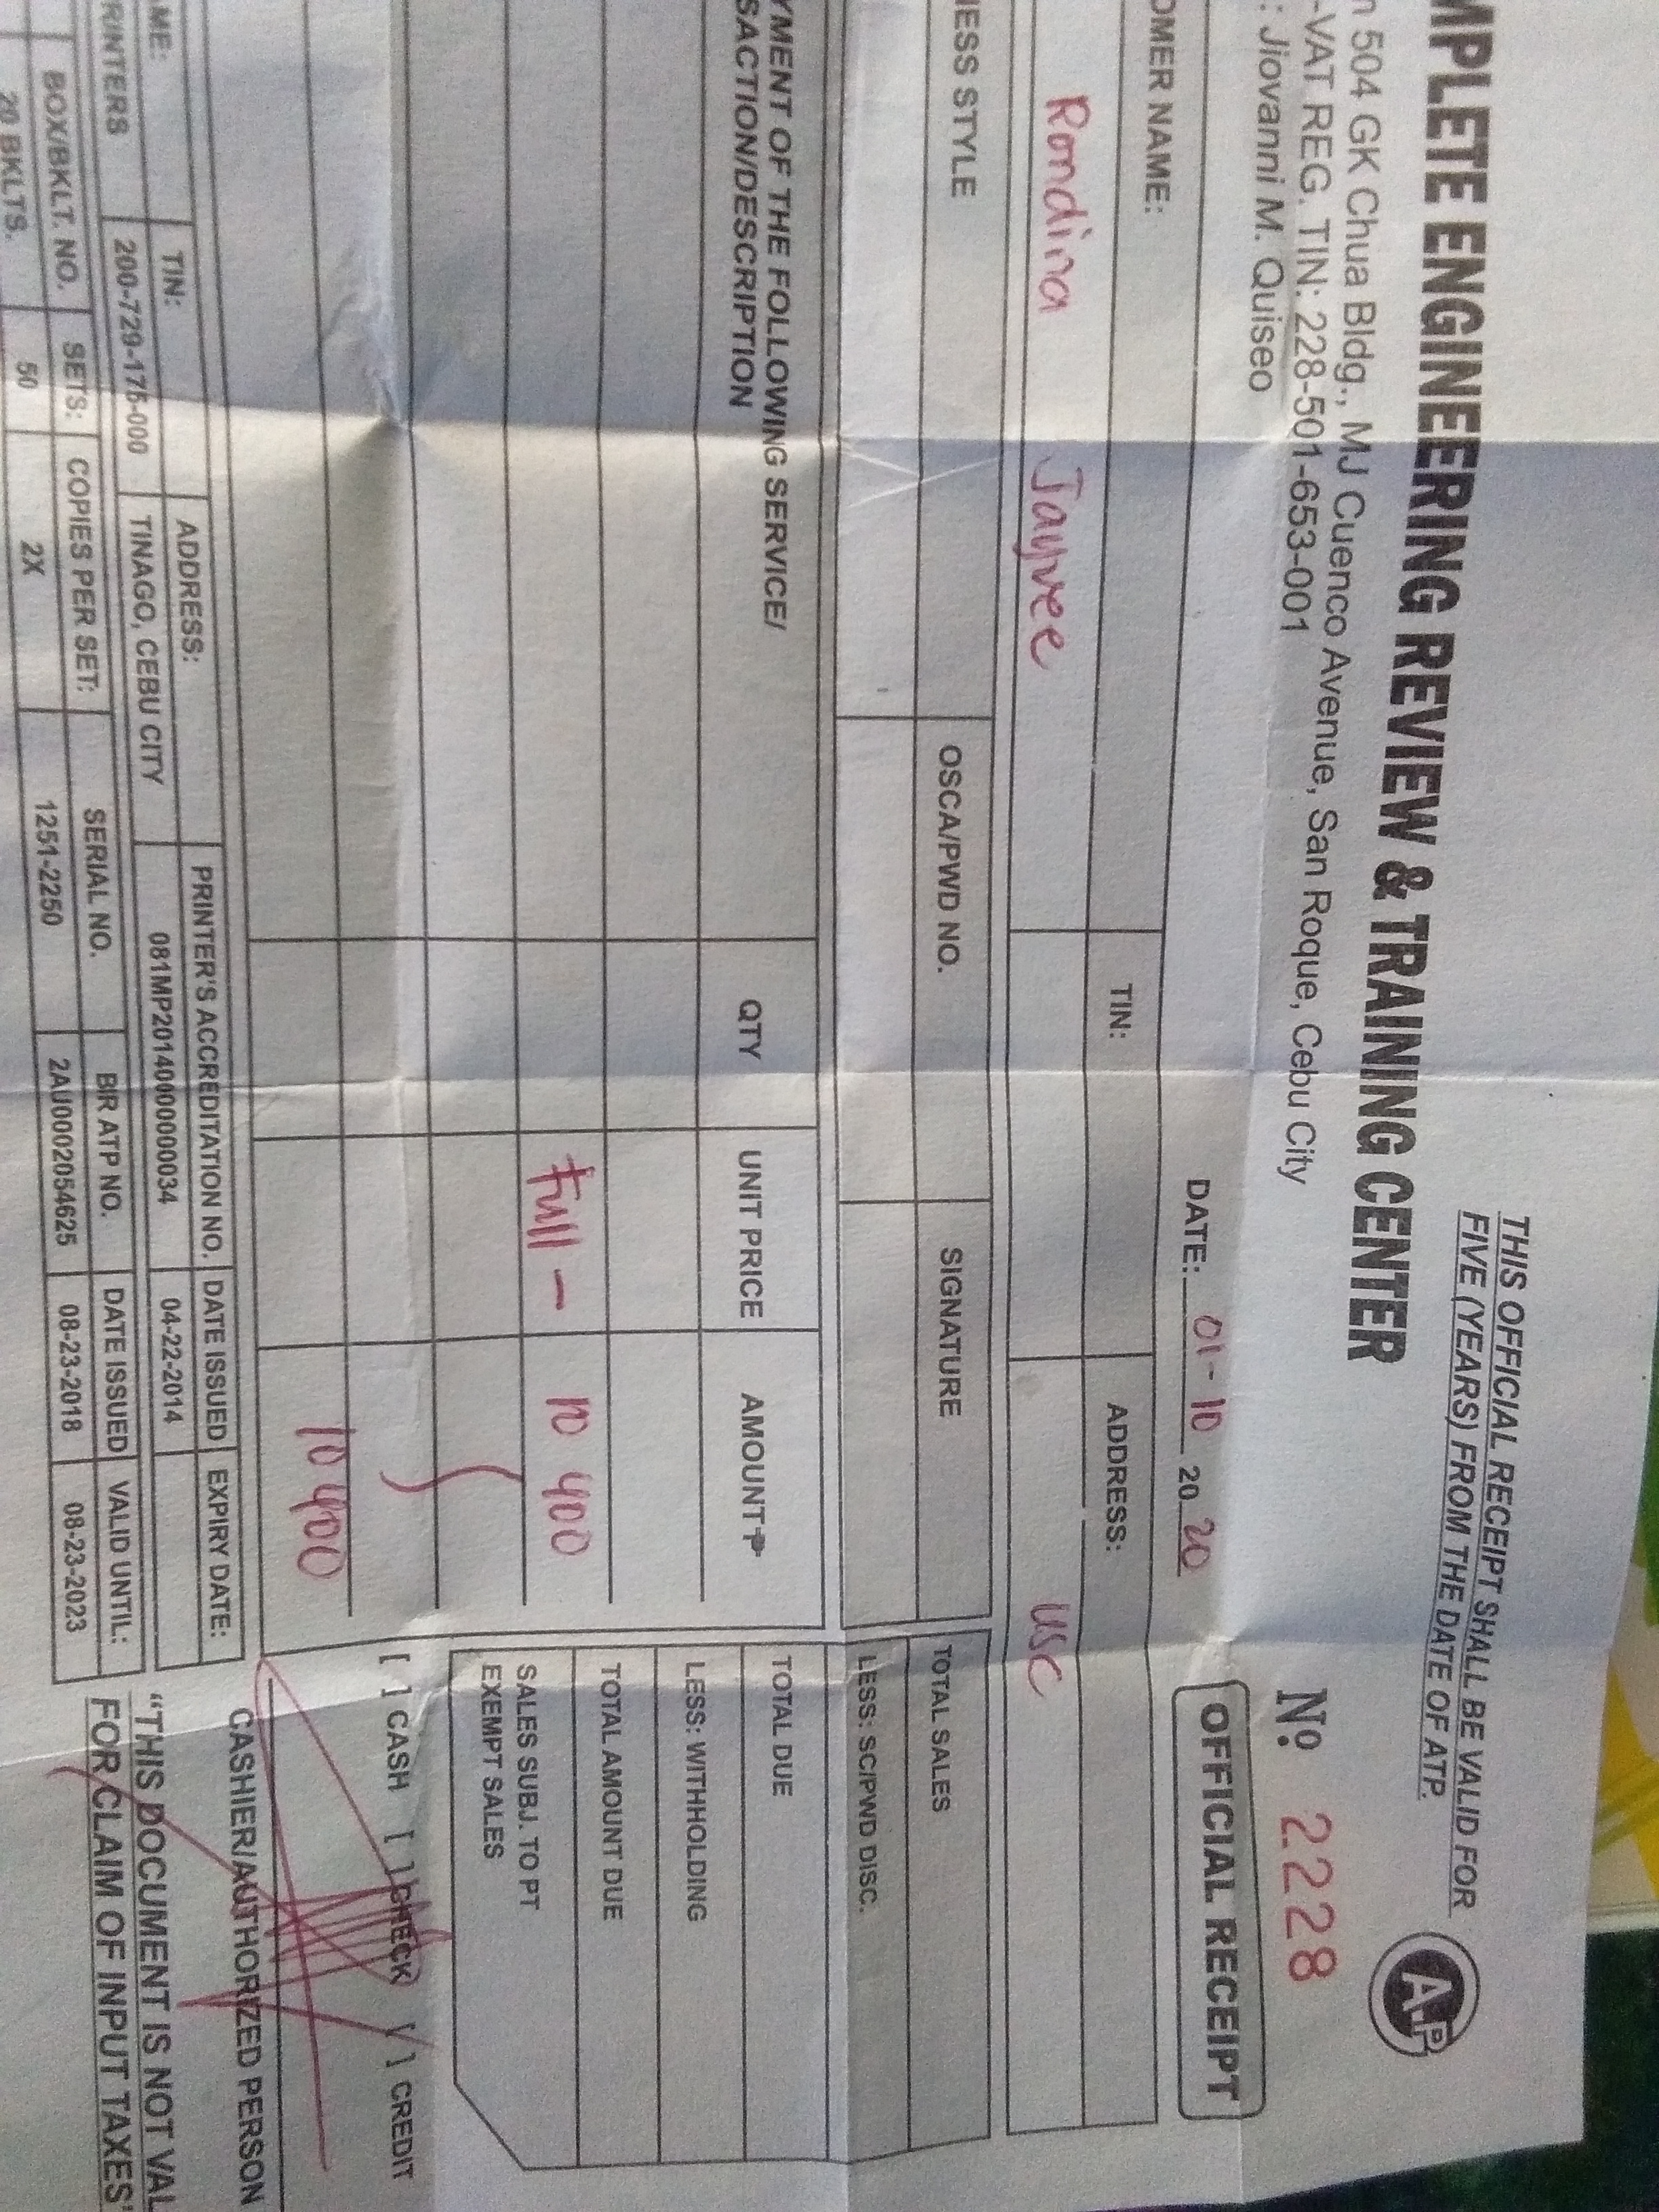 THIS OFFICIAL RECEIPT SHALL BE VALID FOR
FIVE (YEARS) FROM THE DATE OF ATP.
AP
MPLETE ENGINEERING REVIEW & TRAINING CENTER
n 504 GK Chua Bldg., MJ Cuenco Avenue, San Roque, Cebu City
-VAT REG. TIN: 228-501-653-001
: Jiovanni M. Quiseo
No. 2228
DATE: 01-10 20 20
OFFICIAL RECEIPT
OMER NAME: TIN: ADDRESS:
Rondina Jayvee USC
NESS STYLE OSCA/PWD NO. SIGNATURE
TOTAL SALES
LESS: SC/PWD DISC.
TOTAL DUE
LESS: WITHHOLDING
TOTAL AMOUNT DUE
SALES SUBJ. TO PT
EXEMPT SALES
YMENT OF THE FOLLOWING SERVICE/
SACTION/DESCRIPTION QTY UNIT PRICE AMOUNT₱
Full - 10 400
10 400
[ ] CASH [ ] CHECK [/] CREDIT
CASHIER/AUTHORIZED PERSON
"THIS DOCUMENT IS NOT VAL
FOR CLAIM OF INPUT TAXES"
AME: TIN: ADDRESS: PRINTER'S ACCREDITATION NO. DATE ISSUED EXPIRY DATE:
RINTERS 200-729-175-000 TINAGO, CEBU CITY 081MP20140000000034 04-22-2014
BOX/BKLT. NO. SETS: COPIES PER SET: SERIAL NO. BR ATP NO. DATE ISSUED VALID UNTIL:
20 BKLTS. 50 2X 1251-2250 2AU0002054625 08-23-2018 08-23-2023